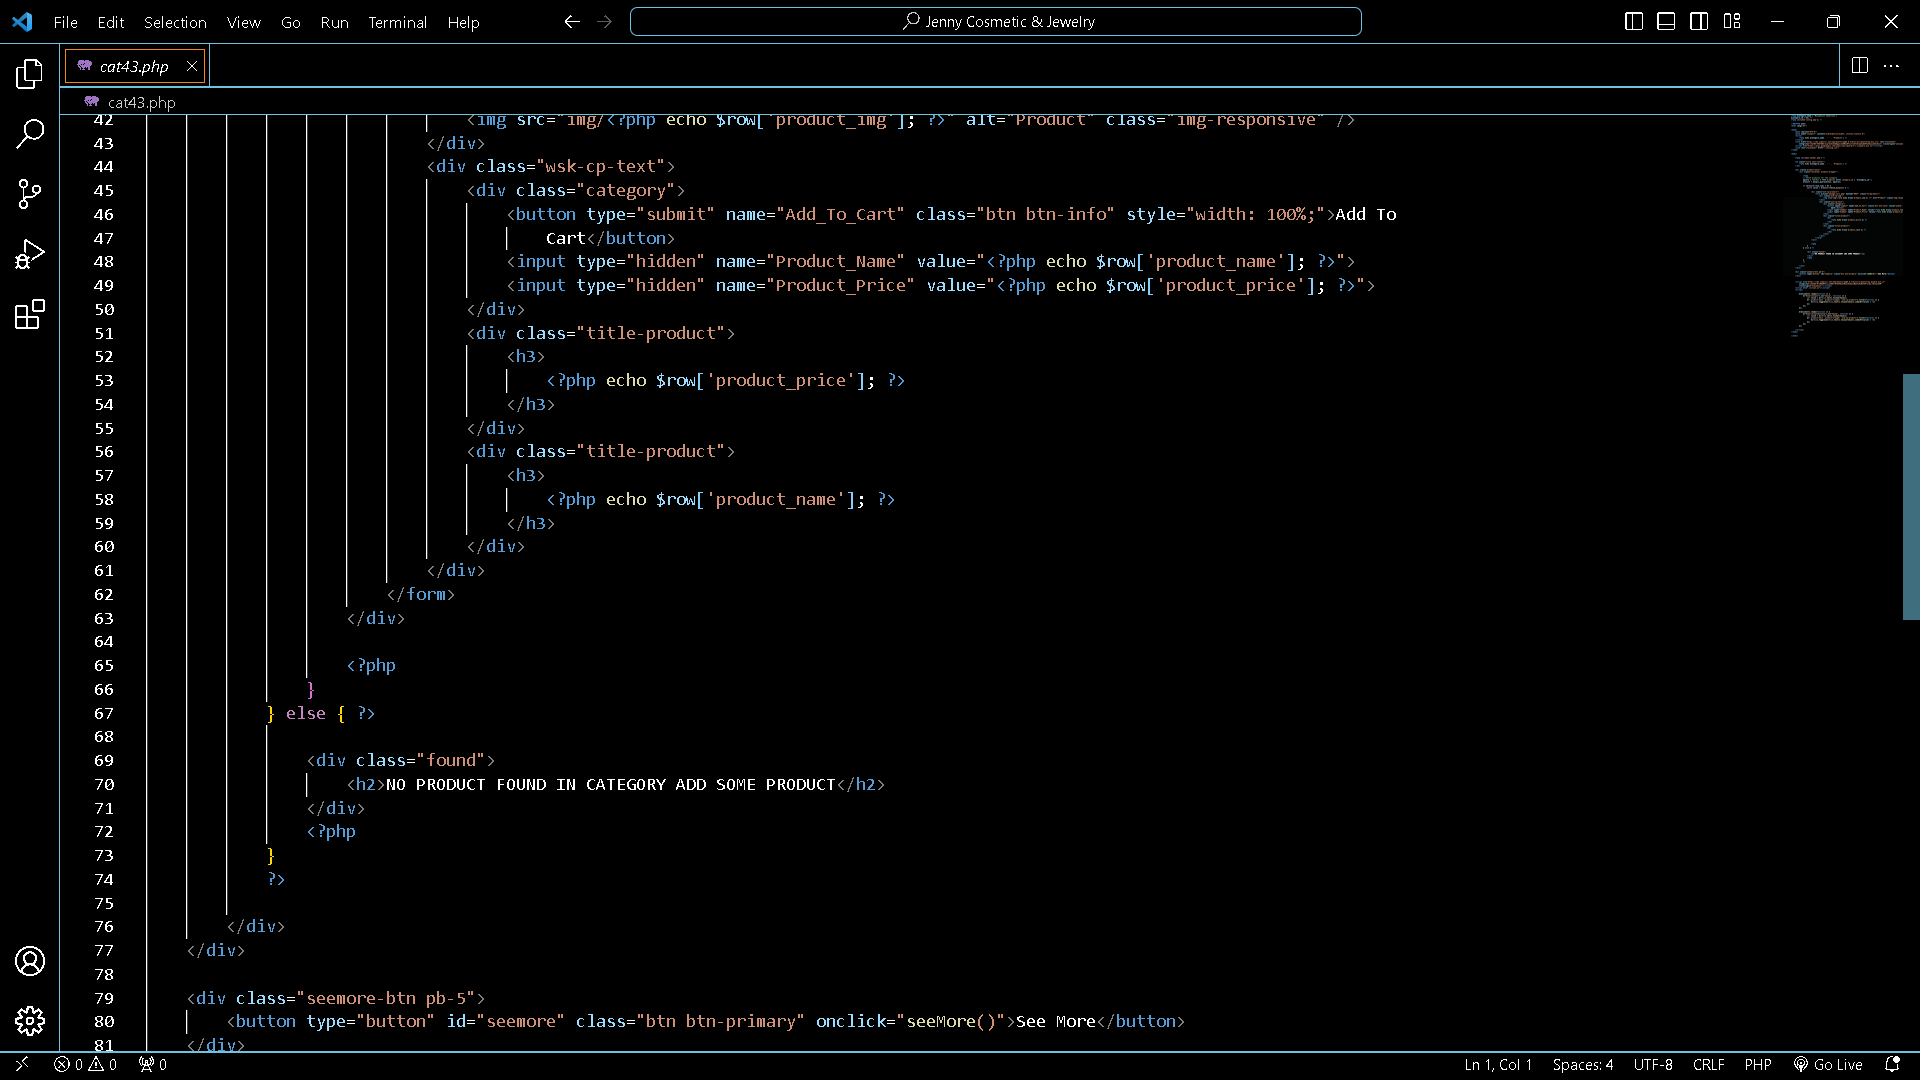 File Edit Selection View Go Run Terminal Help
Jenny Cosmetic & Jewelry
cat43.php
cat43.php
42 <img src="img/<?php echo $row['product_img']; ?>" alt="Product" class="img-responsive" />
43 </div>
44 <div class="wsk-cp-text">
45 <div class="category">
46 <button type="submit" name="Add_To_Cart" class="btn btn-info" style="width: 100%;">Add To
47 Cart</button>
48 <input type="hidden" name="Product_Name" value="<?php echo $row['product_name']; ?>">
49 <input type="hidden" name="Product_Price" value="<?php echo $row['product_price']; ?>">
50 </div>
51 <div class="title-product">
52 <h3>
53 <?php echo $row['product_price']; ?>
54 </h3>
55 </div>
56 <div class="title-product">
57 <h3>
58 <?php echo $row['product_name']; ?>
59 </h3>
60 </div>
61 </div>
62 </form>
63 </div>
64
65 <?php
66 }
67 } else { ?>
68
69 <div class="found">
70 <h2>NO PRODUCT FOUND IN CATEGORY ADD SOME PRODUCT</h2>
71 </div>
72 <?php
73 }
74 ?>
75
76 </div>
77 </div>
78
79 <div class="seemore-btn pb-5">
80 <button type="button" id="seemore" class="btn btn-primary" onclick="seeMore()">See More</button>
81 </div>
0 0 0 Ln 1, Col 1 Spaces: 4 UTF-8 CRLF PHP Go Live